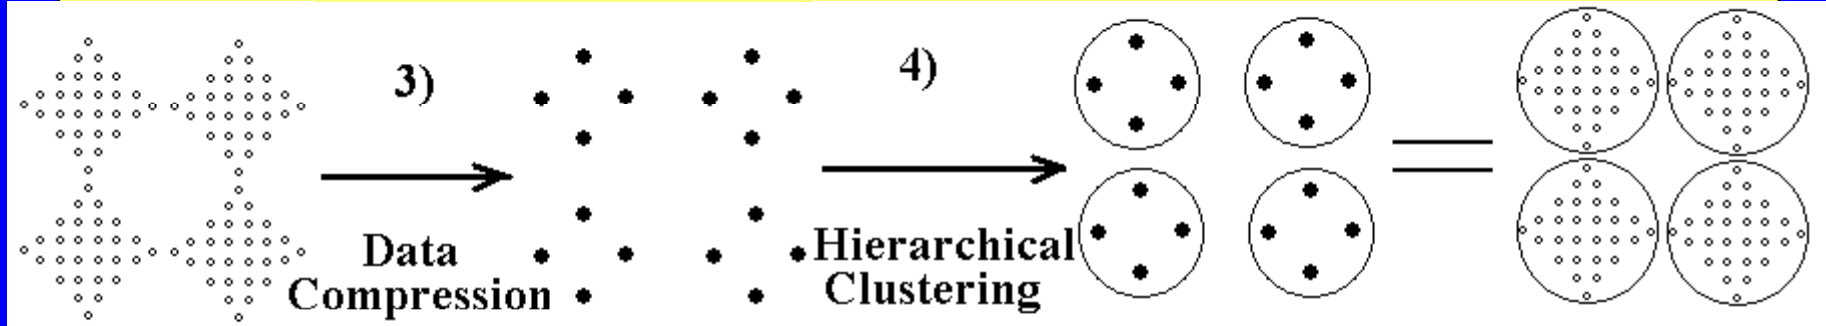 3)
Data
Compression
4)
Hierarchical
Clustering